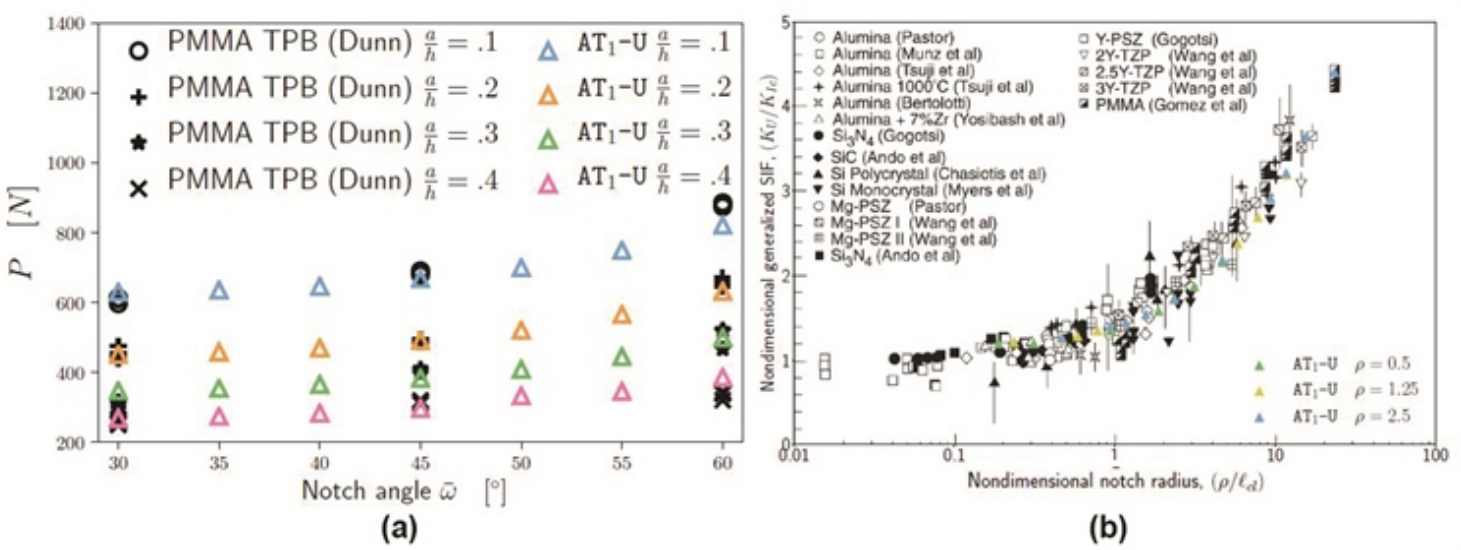 1400
1200
1000
800
600
400
200
P [N]
PMMA TPB (Dunn) a/h = .1
PMMA TPB (Dunn) a/h = .2
PMMA TPB (Dunn) a/h = .3
PMMA TPB (Dunn) a/h = .4
AT₁-U a/h = .1
AT₁-U a/h = .2
AT₁-U a/h = .3
AT₁-U a/h = .4
30 35 40 45 50 55 60
Notch angle ω̄ [°]
(a)
5
4
3
2
1
0
Nondimensional generalized SIF, (K_U/K_Ic)
Alumina (Pastor)
Alumina (Munz et al)
Alumina (Tsuji et al)
Alumina 1000°C (Tsuji et al)
Alumina (Bertolotti)
Alumina + 7%Zr (Yosibash et al)
Si₃N₄ (Gogotsi)
SiC (Ando et al)
Si Polycrystal (Chasiotis et al)
Si Monocrystal (Myers et al)
Mg-PSZ (Pastor)
Mg-PSZ I (Wang et al)
Mg-PSZ II (Wang et al)
Si₃N₄ (Ando et al)
Y-PSZ (Gogotsi)
2Y-TZP (Wang et al)
2.5Y-TZP (Wang et al)
3Y-TZP (Wang et al)
PMMA (Gomez et al)
AT₁-U ρ = 0.5
AT₁-U ρ = 1.25
AT₁-U ρ = 2.5
0.01 0.1 1 10 100
Nondimensional notch radius, (ρ/ℓ_ch)
(b)